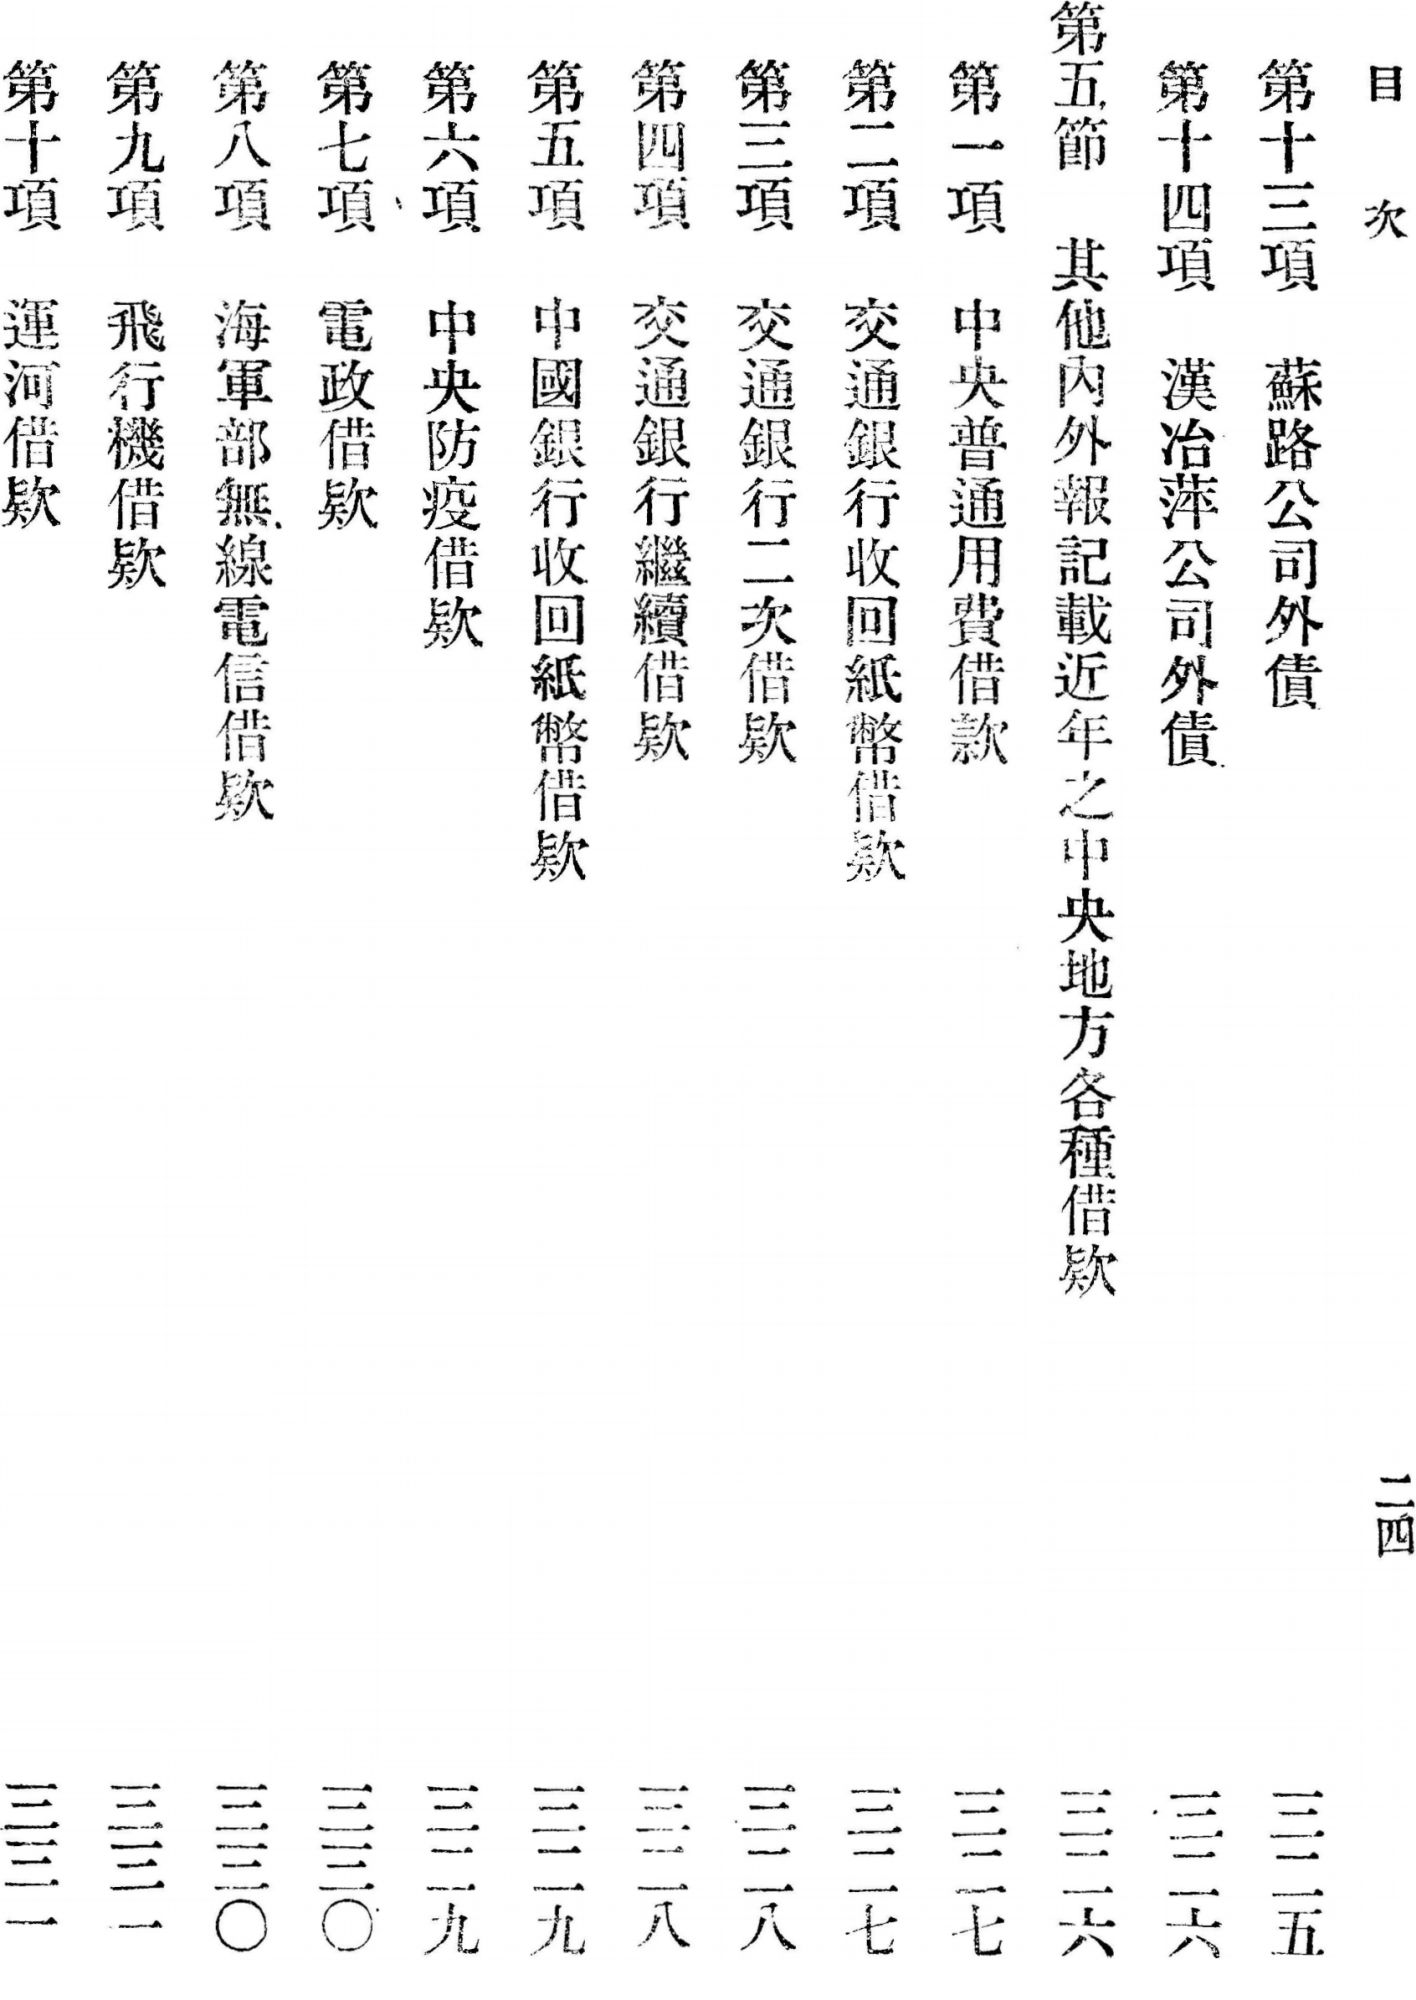 目次
二四
第十三項 蘇路公司外債 三二五
第十四項 漢冶萍公司外債 三二六
第五節 其他內外報記載近年之中央地方各種借欵 三二六
第一項 中央普通用費借款 三二七
第二項 交通銀行收回紙幣借欵 三二七
第三項 交通銀行二次借欵 三二八
第四項 交通銀行繼續借欵 三二八
第五項 中國銀行收回紙幣借欵 三二九
第六項 中央防疫借欵 三二九
第七項 電政借欵 三三〇
第八項 海軍部無線電信借欵 三三〇
第九項 飛行機借欵 三三一
第十項 運河借欵 三三一